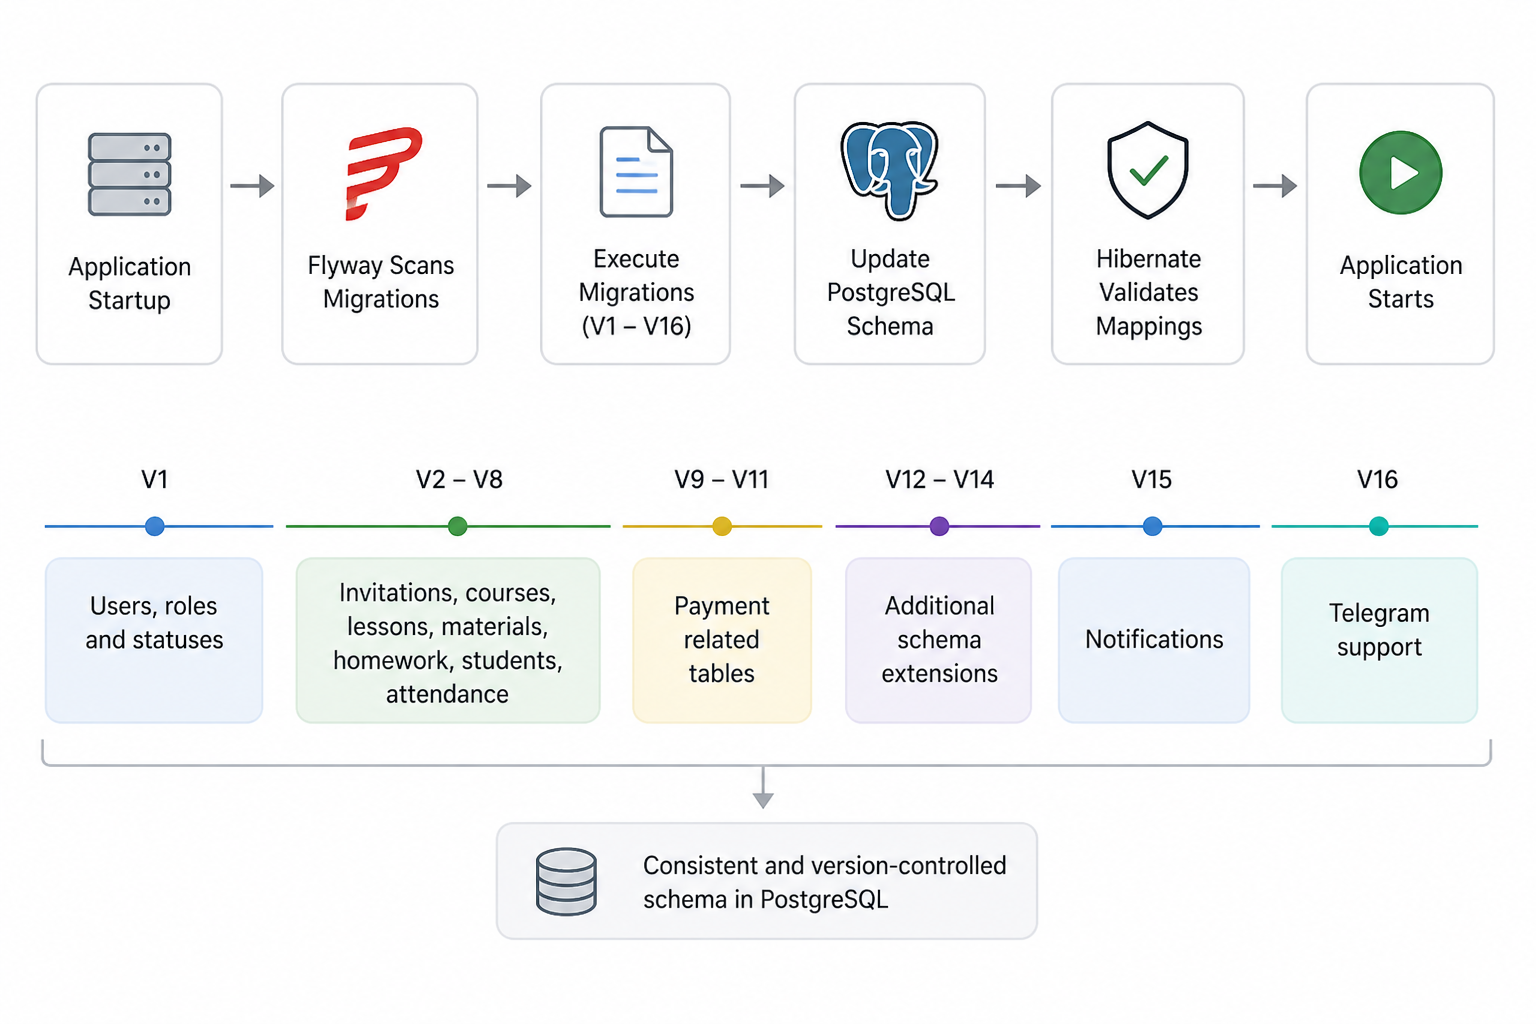 Application
Startup
Flyway Scans
Migrations
Execute
Migrations
(V1 – V16)
Update
PostgreSQL
Schema
Hibernate
Validates
Mappings
Application
Starts
V1
V2 – V8
V9 – V11
V12 – V14
V15
V16
Users, roles
and statuses
Invitations, courses,
lessons, materials,
homework, students,
attendance
Payment
related
tables
Additional
schema
extensions
Notifications
Telegram
support
Consistent and version-controlled
schema in PostgreSQL